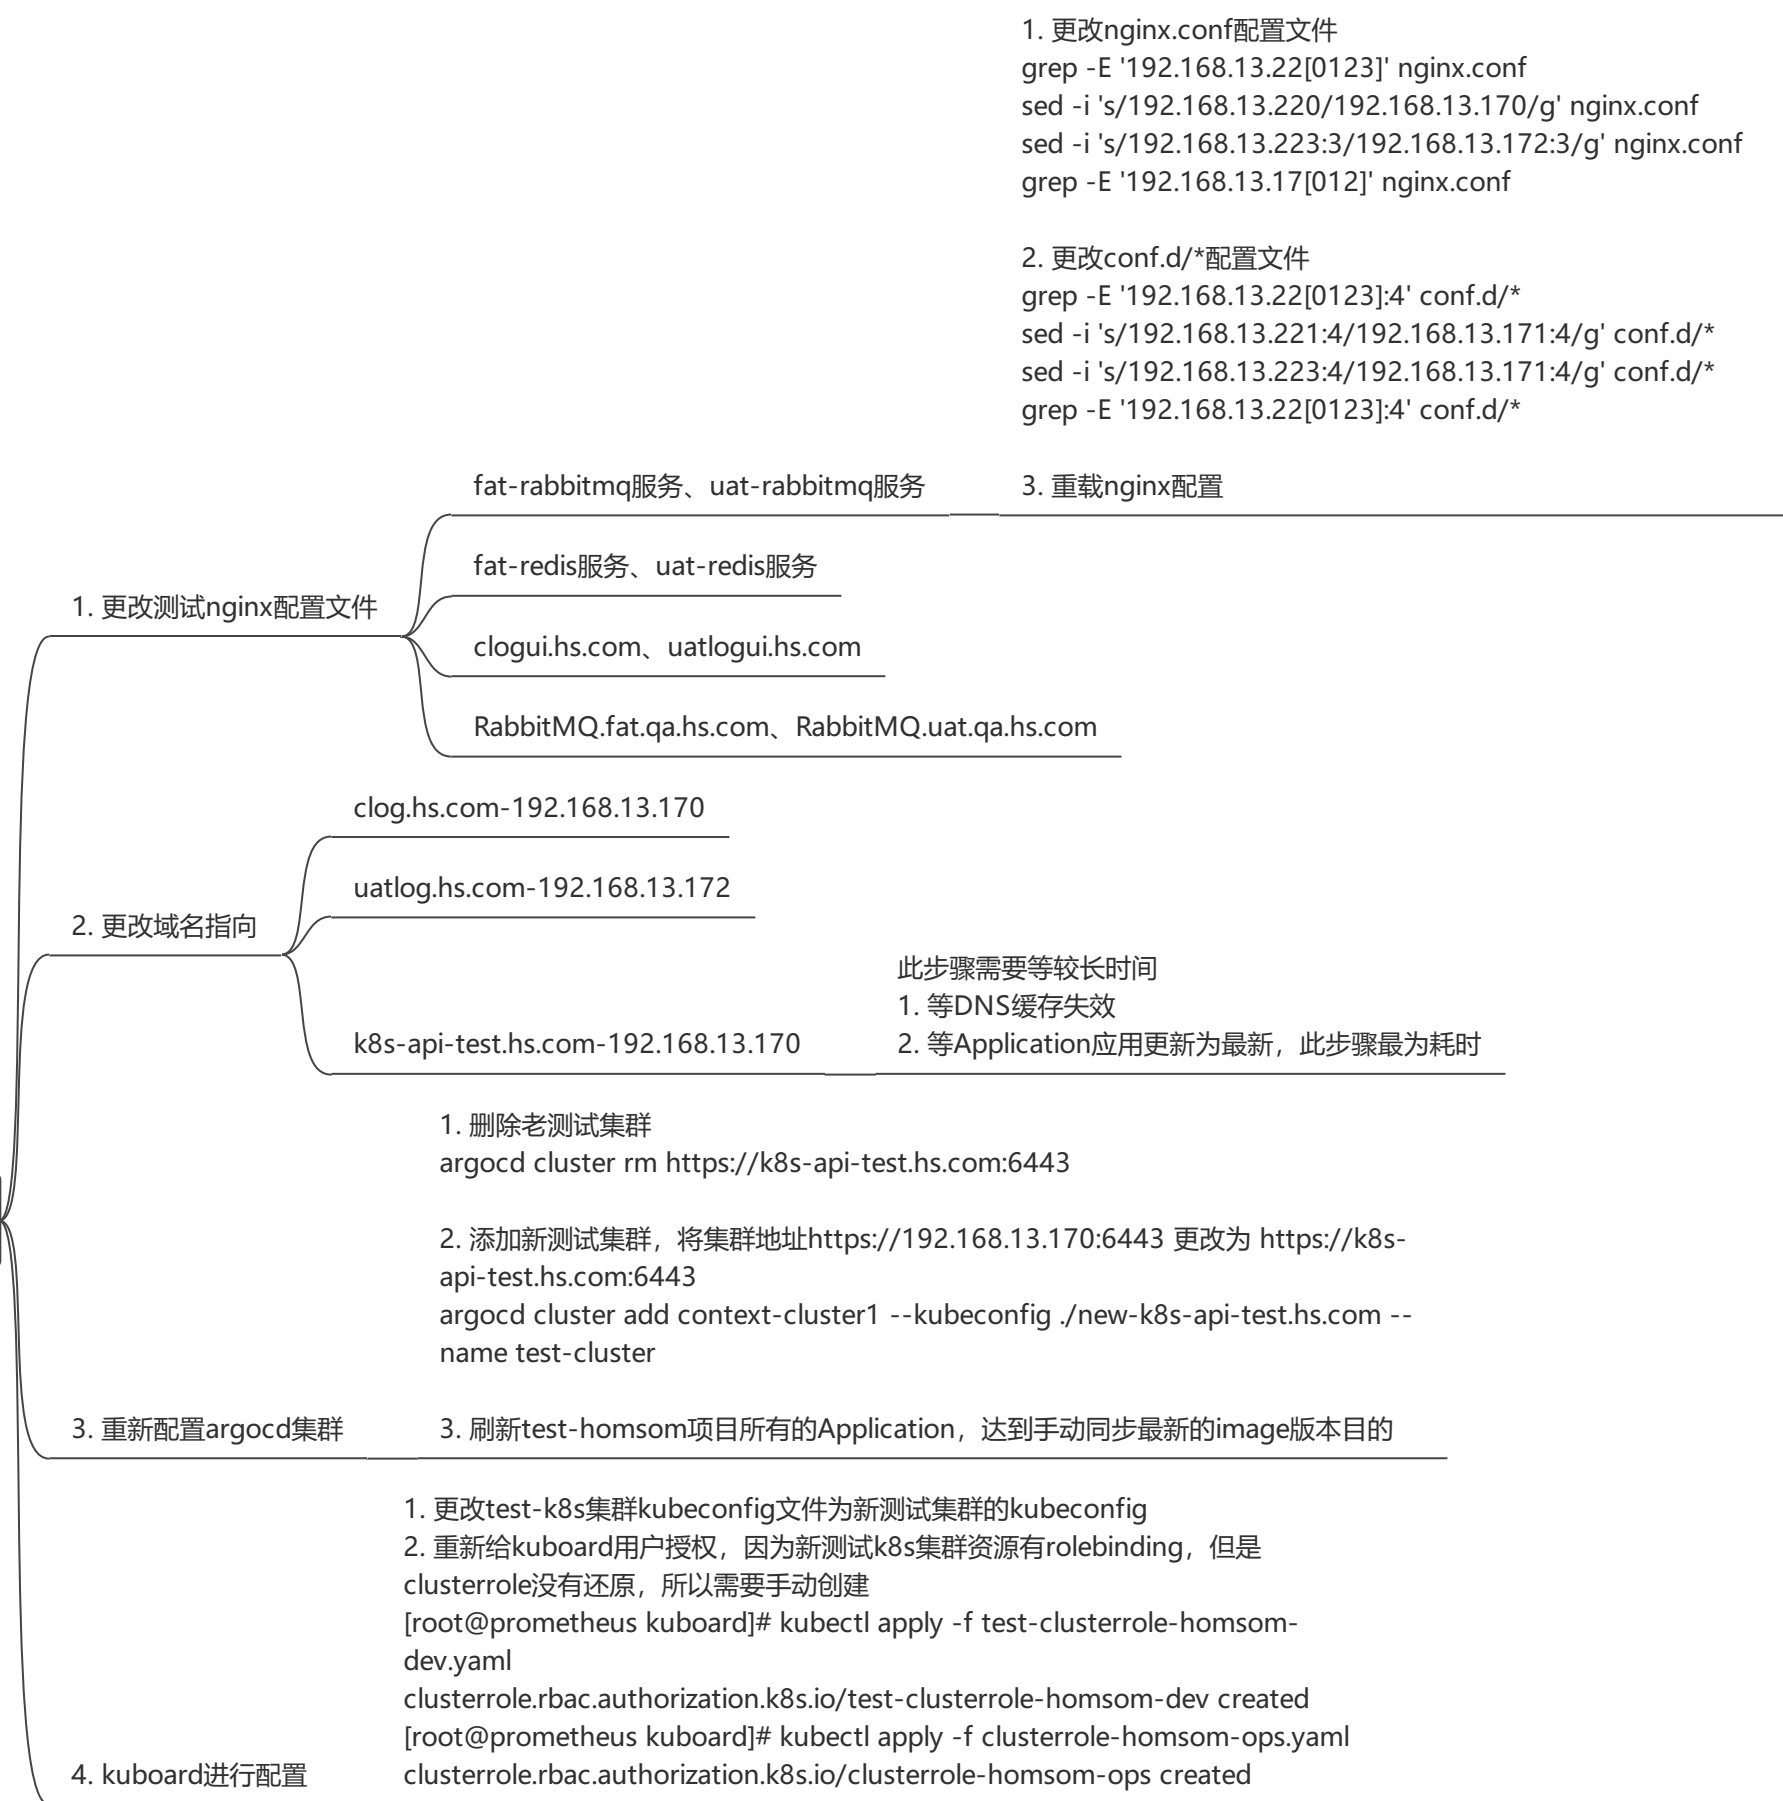 1. 更改nginx.conf配置文件
grep -E '192.168.13.22[0123]' nginx.conf
sed -i 's/192.168.13.220/192.168.13.170/g' nginx.conf
sed -i 's/192.168.13.223:3/192.168.13.172:3/g' nginx.conf
grep -E '192.168.13.17[012]' nginx.conf
2. 更改conf.d/*配置文件
grep -E '192.168.13.22[0123]:4' conf.d/*
sed -i 's/192.168.13.221:4/192.168.13.171:4/g' conf.d/*
sed -i 's/192.168.13.223:4/192.168.13.171:4/g' conf.d/*
grep -E '192.168.13.22[0123]:4' conf.d/*
fat-rabbitmq服务、uat-rabbitmq服务
3. 重载nginx配置
fat-redis服务、uat-redis服务
1. 更改测试nginx配置文件
clogui.hs.com、uatlogui.hs.com
RabbitMQ.fat.qa.hs.com、RabbitMQ.uat.qa.hs.com
clog.hs.com-192.168.13.170
uatlog.hs.com-192.168.13.172
2. 更改域名指向
此步骤需要等较长时间
1. 等DNS缓存失效
k8s-api-test.hs.com-192.168.13.170
2. 等Application应用更新为最新，此步骤最为耗时
1. 删除老测试集群
argocd cluster rm https://k8s-api-test.hs.com:6443
2. 添加新测试集群，将集群地址https://192.168.13.170:6443 更改为 https://k8s-
api-test.hs.com:6443
argocd cluster add context-cluster1 --kubeconfig ./new-k8s-api-test.hs.com --
name test-cluster
3. 重新配置argocd集群
3. 刷新test-homsom项目所有的Application，达到手动同步最新的image版本目的
1. 更改test-k8s集群kubeconfig文件为新测试集群的kubeconfig
2. 重新给kuboard用户授权，因为新测试k8s集群资源有rolebinding，但是
clusterrole没有还原，所以需要手动创建
[root@prometheus kuboard]# kubectl apply -f test-clusterrole-homsom-
dev.yaml
clusterrole.rbac.authorization.k8s.io/test-clusterrole-homsom-dev created
[root@prometheus kuboard]# kubectl apply -f clusterrole-homsom-ops.yaml
4. kuboard进行配置
clusterrole.rbac.authorization.k8s.io/clusterrole-homsom-ops created